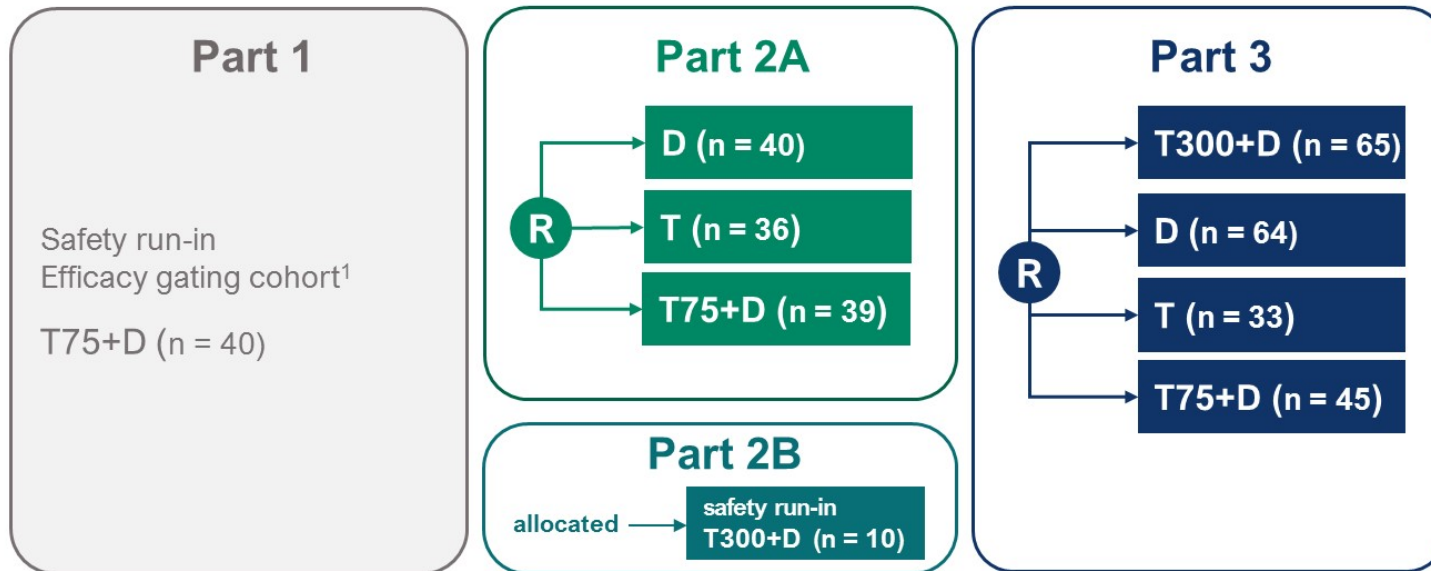 Part 1
Safety run-in
Efficacy gating cohort¹
T75+D (n = 40)
Part 2A
R
D (n = 40)
T (n = 36)
T75+D (n = 39)
Part 2B
allocated
safety run-in
T300+D (n = 10)
Part 3
R
T300+D (n = 65)
D (n = 64)
T (n = 33)
T75+D (n = 45)